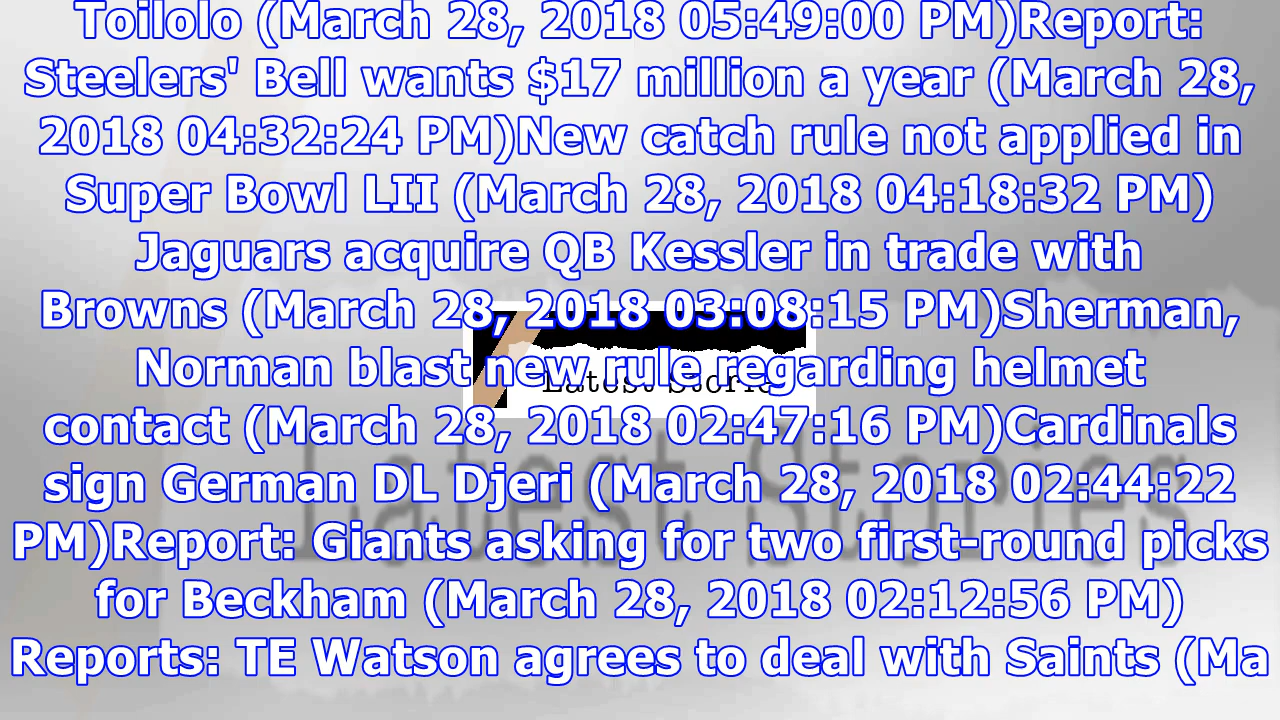 Toilolo (March 28, 2018 05:49:00 PM)Report:
Steelers' Bell wants $17 million a year (March 28,
2018 04:32:24 PM)New catch rule not applied in
Super Bowl LII (March 28, 2018 04:18:32 PM)
Jaguars acquire QB Kessler in trade with
Browns (March 28, 2018 03:08:15 PM)Sherman,
Norman blast new rule regarding helmet
contact (March 28, 2018 02:47:16 PM)Cardinals
sign German DL Djeri (March 28, 2018 02:44:22
PM)Report: Giants asking for two first-round picks
for Beckham (March 28, 2018 02:12:56 PM)
Reports: TE Watson agrees to deal with Saints (Ma
Latest Storie
Latest Stories